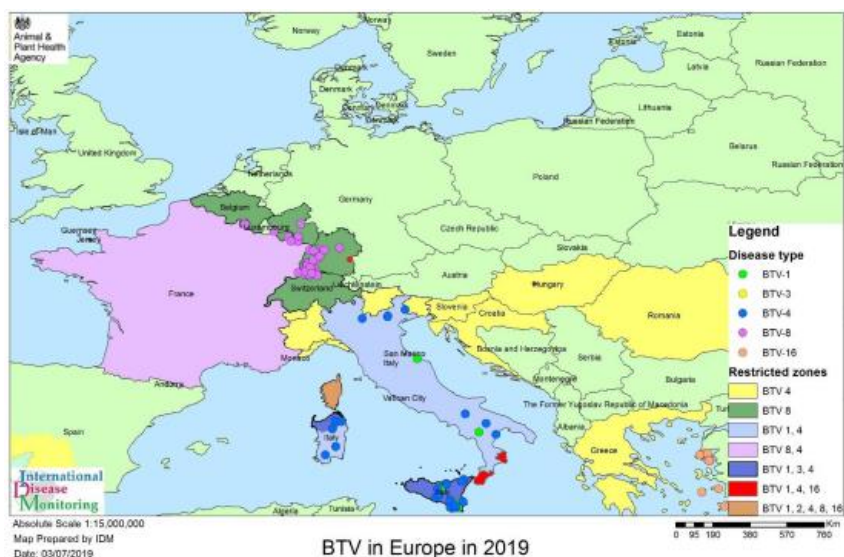 Animal &
Plant Health
Agency
Norway
Norway
Sweden
Estonia
Estonia
Russian Federation
Latvia
Denmark
Denmark
Denmark
Denmark
Lithuania
Russian Federation
Isle of Man
United Kingdom
Belarus
Russian Federation
Netherlands
Poland
Germany
Belgium
Luxembourg
Guernsey
Jersey
Czech Republic
Slovakia
Austria
Liechtenstein
Switzerland
France
Hungary
Slovenia
Croatia
Romania
Bosnia and Herzegovina
Serbia
San Marino
Italy
Monaco
Montenegro
Bulgaria
Andorra
Vatican City
The Former Yugoslav Republic of Macedonia
Albania
Spain
Italy
Greece
Algeria
Tunisia
Legend
Disease type
BTV-1
BTV-3
BTV-4
BTV-8
BTV-16
Restricted zones
BTV 4
BTV 8
BTV 1, 4
BTV 8, 4
BTV 1, 3, 4
BTV 1, 4, 16
BTV 1, 2, 4, 8, 16
International
Disease
Monitoring
Absolute Scale 1:15,000,000
Map Prepared by IDM
Date: 03/07/2019
BTV in Europe in 2019
Km
0 95 190 380 570 760